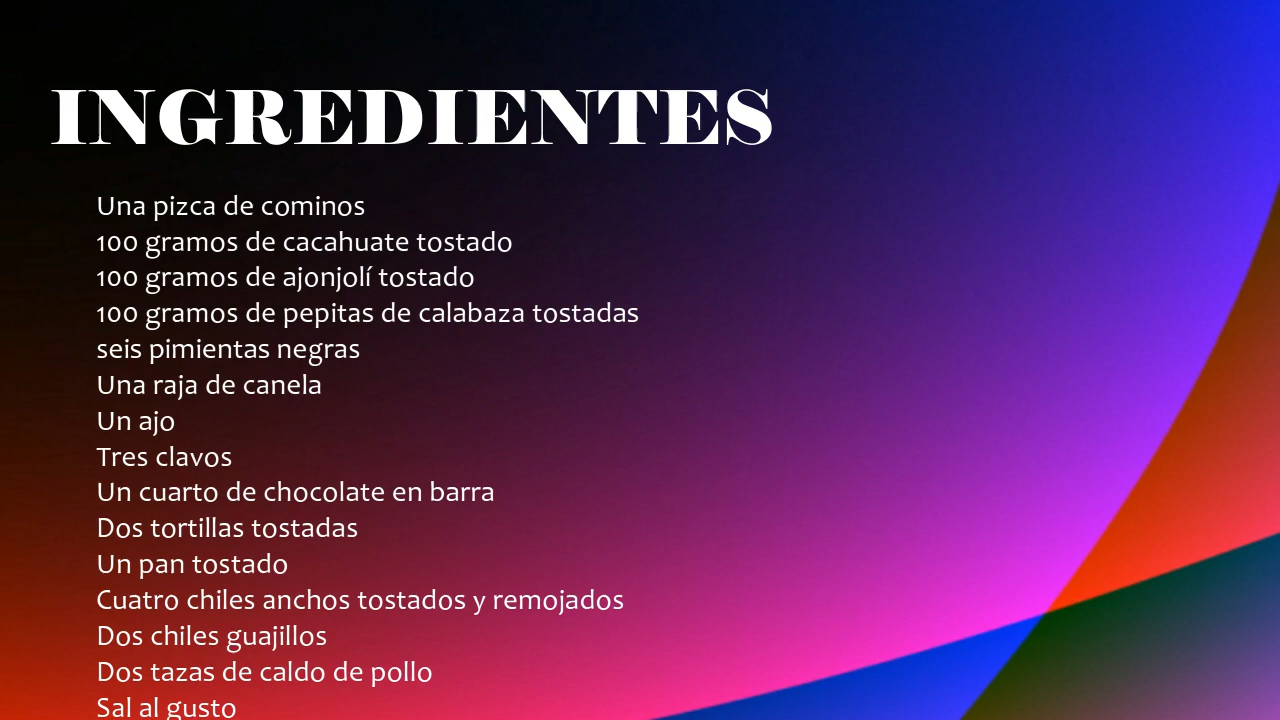 INGREDIENTES
Una pizca de cominos
100 gramos de cacahuate tostado
100 gramos de ajonjolí tostado
100 gramos de pepitas de calabaza tostadas
seis pimientas negras
Una raja de canela
Un ajo
Tres clavos
Un cuarto de chocolate en barra
Dos tortillas tostadas
Un pan tostado
Cuatro chiles anchos tostados y remojados
Dos chiles guajillos
Dos tazas de caldo de pollo
Sal al gusto